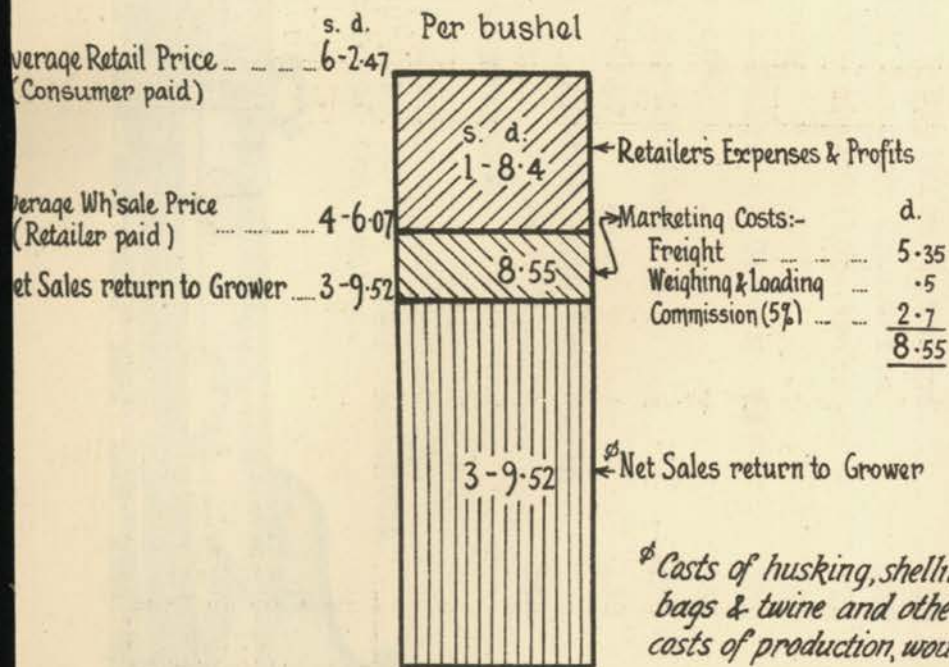 s. d. Per bushel
verage Retail Price 6-2·47
(Consumer paid)
s. d.
1-8·4
Retailer's Expenses & Profits
erage Wh'sale Price 4-6·07
(Retailer paid)
8·55
et Sales return to Grower 3-9·52
Marketing Costs:- d.
Freight 5·35
Weighing & Loading ·5
Commission (5%) 2·7
8·55
3-9·52
ø Net Sales return to Grower
ø Costs of husking, shelli
bags & twine and othe
costs of production, wou